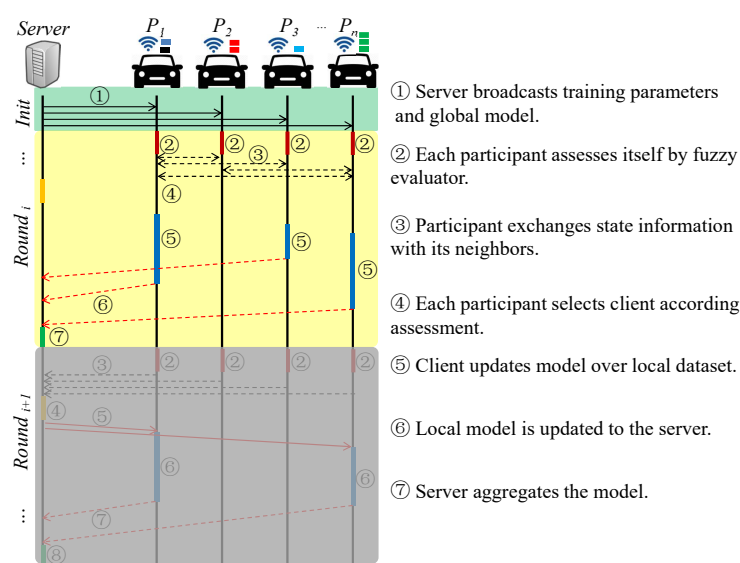 Server P1 P2 P3 ... Pn
Init
①
① Server broadcasts training parameters
and global model.
... ② ② ② ②
③
② Each participant assesses itself by fuzzy
evaluator.
④
Round i
⑤ ⑤ ⑤
③ Participant exchanges state information
with its neighbors.
⑥
④ Each participant selects client according
assessment.
⑦
② ② ② ②
③
⑤ Client updates model over local dataset.
④ ⑤
Round i+1
⑥ Local model is updated to the server.
⑥ ⑥
⑦ Server aggregates the model.
... ⑦
⑧